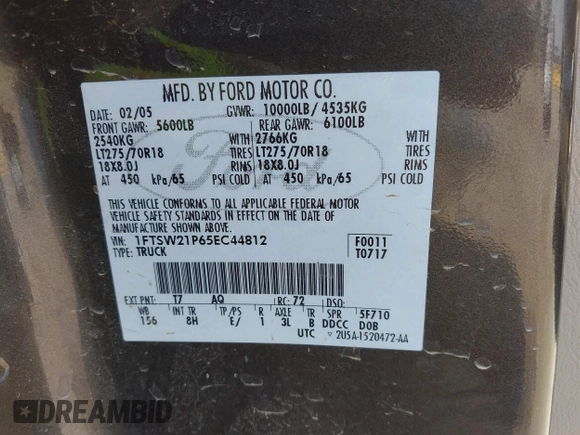 MFD. BY FORD MOTOR CO.
DATE: 02/05 GVWR: 10000LB/ 4535KG
FRONT GAWR: 5600LB REAR GAWR: 6100LB
2540KG WITH 2766KG WITH
LT275/70R18 TIRES LT275/70R18 TIRES
18X8.0J RIMS 18X8.0J RIMS
AT 450 kPa/65 PSI COLD AT 450 kPa/65 PSI COLD
THIS VEHICLE CONFORMS TO ALL APPLICABLE FEDERAL MOTOR
VEHICLE SAFETY STANDARDS IN EFFECT ON THE DATE OF
MANUFACTURE SHOWN ABOVE.
VIN: 1FTSW21P65EC44812 F0011
TYPE: TRUCK T0717
Ford
EXT PNT: T7 AQ RC: 72 DSO:
WB INT TR TP/PS R AXLE TR SPR 5F710
156 8H E/ 1 3L B DDCC DOB
UTC ▽ 2U5A-1520472-AA
DREAMBID